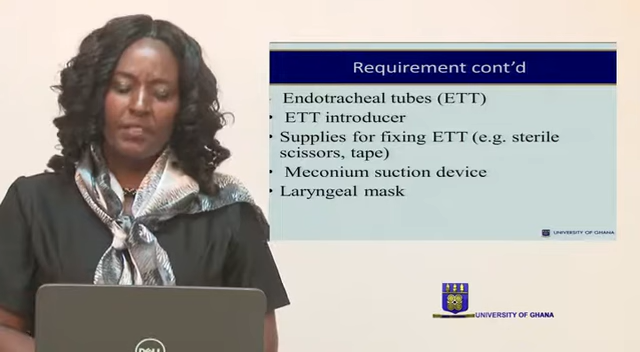 Requirement cont'd
Endotracheal tubes (ETT)
• ETT introducer
• Supplies for fixing ETT (e.g. sterile
scissors, tape)
• Meconium suction device
• Laryngeal mask
UNIVERSITY OF GHANA
UNIVERSITY OF GHANA
DELL